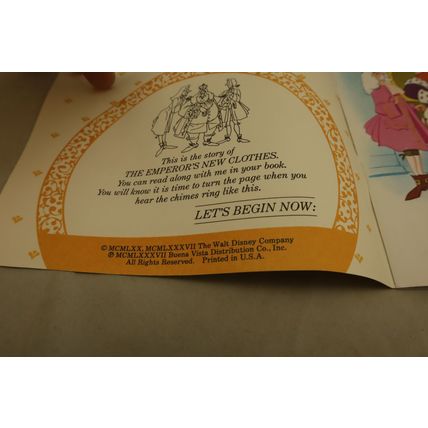 This is the story of
THE EMPEROR'S NEW CLOTHES.
You can read along with me in your book.
You will know it is time to turn the page when you
hear the chimes ring like this.
LET'S BEGIN NOW:
© MCMLXX, MCMLXXXVII The Walt Disney Company
℗ MCMLXXXVII Buena Vista Distribution Co., Inc.
All Rights Reserved. Printed in U.S.A.